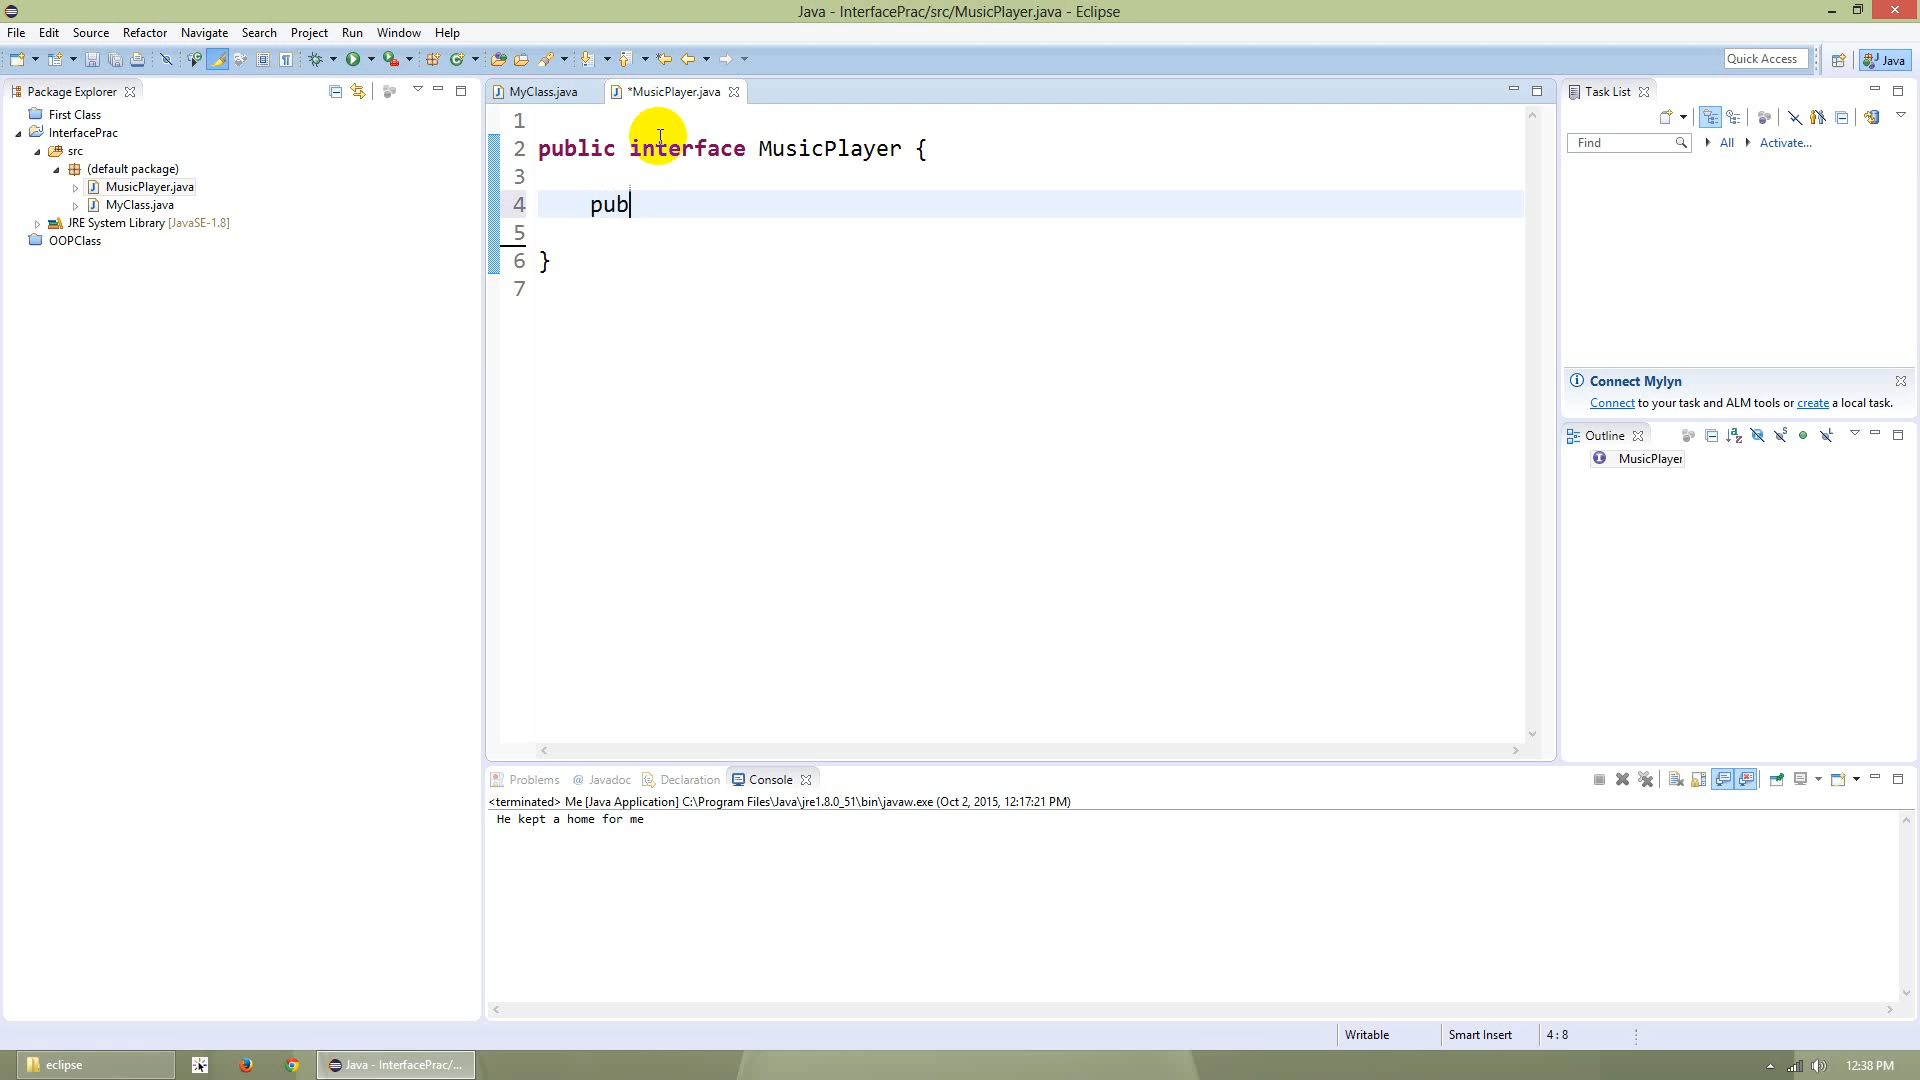 Java - InterfacePrac/src/MusicPlayer.java - Eclipse
File Edit Source Refactor Navigate Search Project Run Window Help
Quick Access
Java
Package Explorer
First Class
InterfacePrac
src
(default package)
MusicPlayer.java
MyClass.java
JRE System Library [JavaSE-1.8]
OOPClass
MyClass.java
*MusicPlayer.java
1
2 public interface MusicPlayer {
3
4 pub
5
6 }
7
Task List
Find
All
Activate...
Connect Mylyn
Connect to your task and ALM tools or create a local task.
Outline
MusicPlayer
Problems
@ Javadoc
Declaration
Console
<terminated> Me [Java Application] C:\Program Files\Java\jre1.8.0_51\bin\javaw.exe (Oct 2, 2015, 12:17:21 PM)
He kept a home for me
Writable
Smart Insert
4 : 8
eclipse
Java - InterfacePrac/...
12:38 PM